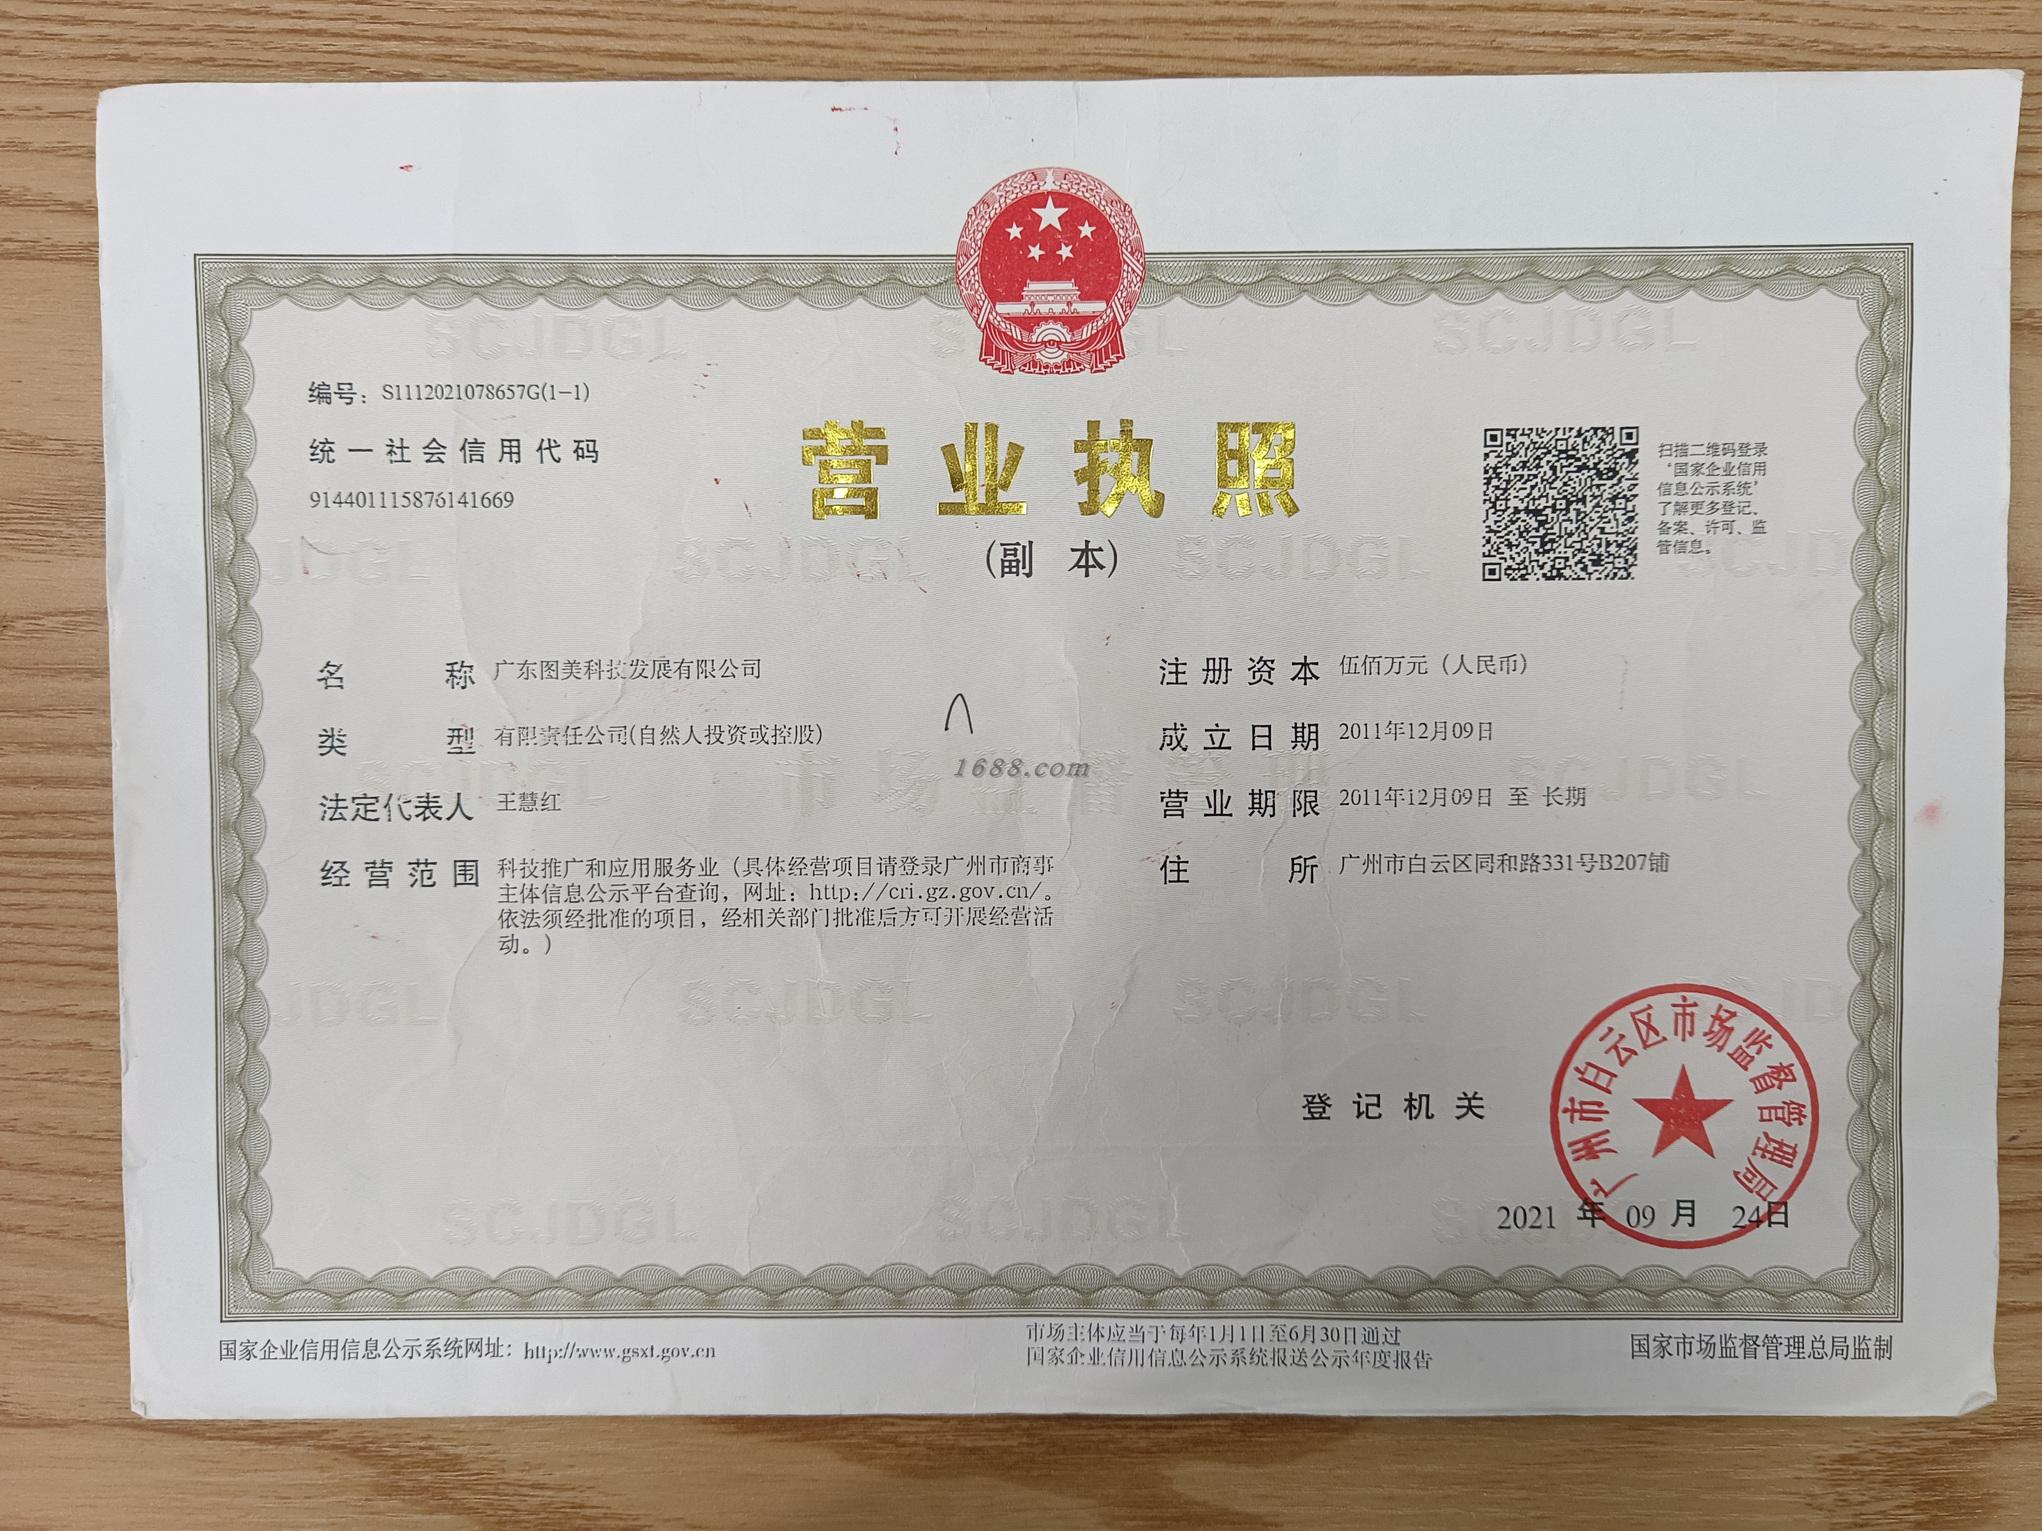 编号：S1112021078657G(1-1)
统一社会信用代码
914401115876141669
营业执照
(副 本)
扫描二维码登录
‘国家企业信用
信息公示系统’
了解更多登记、
备案、许可、监
管信息。
名 称 广东图美科技发展有限公司
类 型 有限责任公司(自然人投资或控股)
法定代表人 王慧红
经营范围 科技推广和应用服务业（具体经营项目请登录广州市商事
主体信息公示平台查询，网址：http://cri.gz.gov.cn/。
依法须经批准的项目，经相关部门批准后方可开展经营活
动。）
注册资本 伍佰万元（人民币）
成立日期 2011年12月09日
营业期限 2011年12月09日 至 长期
住 所 广州市白云区同和路331号B207铺
1688.com
登记机关
广州市白云区市场监督管理局
2021 年 09 月 24日
国家企业信用信息公示系统网址：http://www.gsxt.gov.cn
市场主体应当于每年1月1日至6月30日通过
国家企业信用信息公示系统报送公示年度报告
国家市场监督管理总局监制
SCJDGL